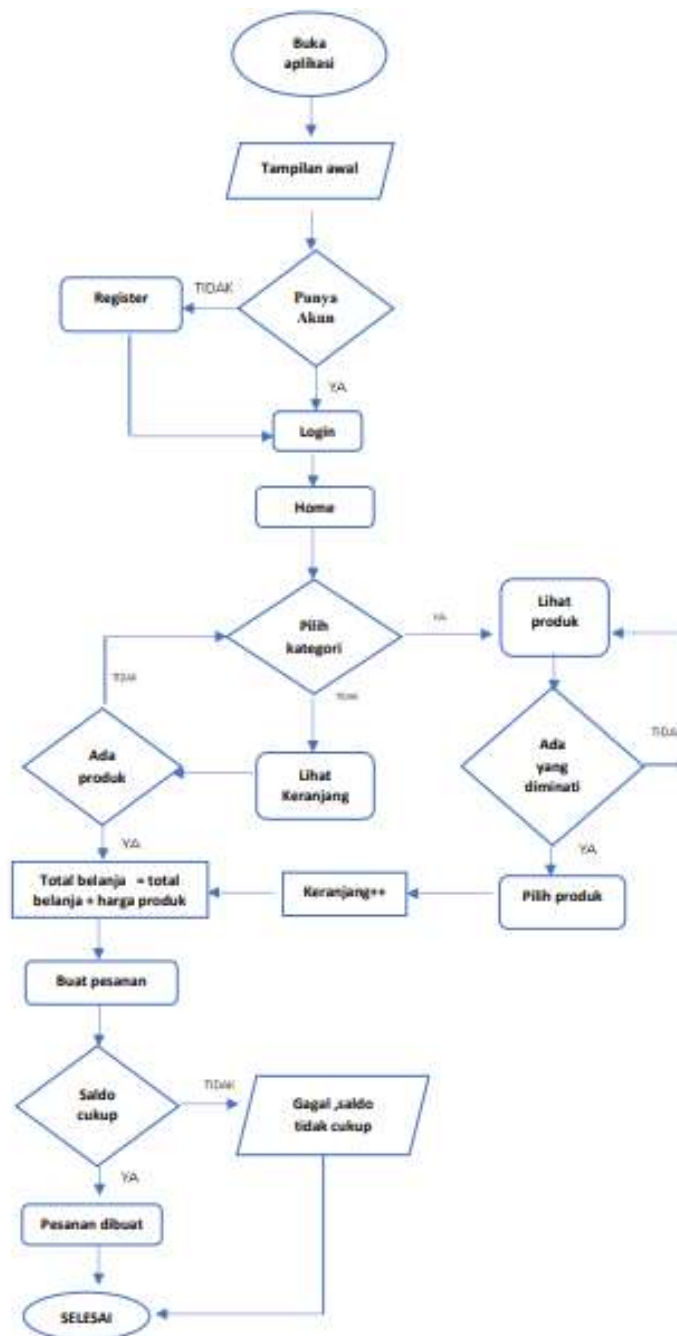 Buka
aplikasi
Tampilan awal
Punya
Akun
TIDAK
Register
YA
Login
Home
Pilih
kategori
YA
Lihat
produk
TIDAK
TIDAK
Ada
produk
Lihat
Keranjang
Ada
yang
diminati
TIDAK
YA
YA
Total belanja = total
belanja + harga produk
Keranjang++
Pilih produk
Buat pesanan
Saldo
cukup
TIDAK
Gagal ,saldo
tidak cukup
YA
Pesanan dibuat
SELESAI